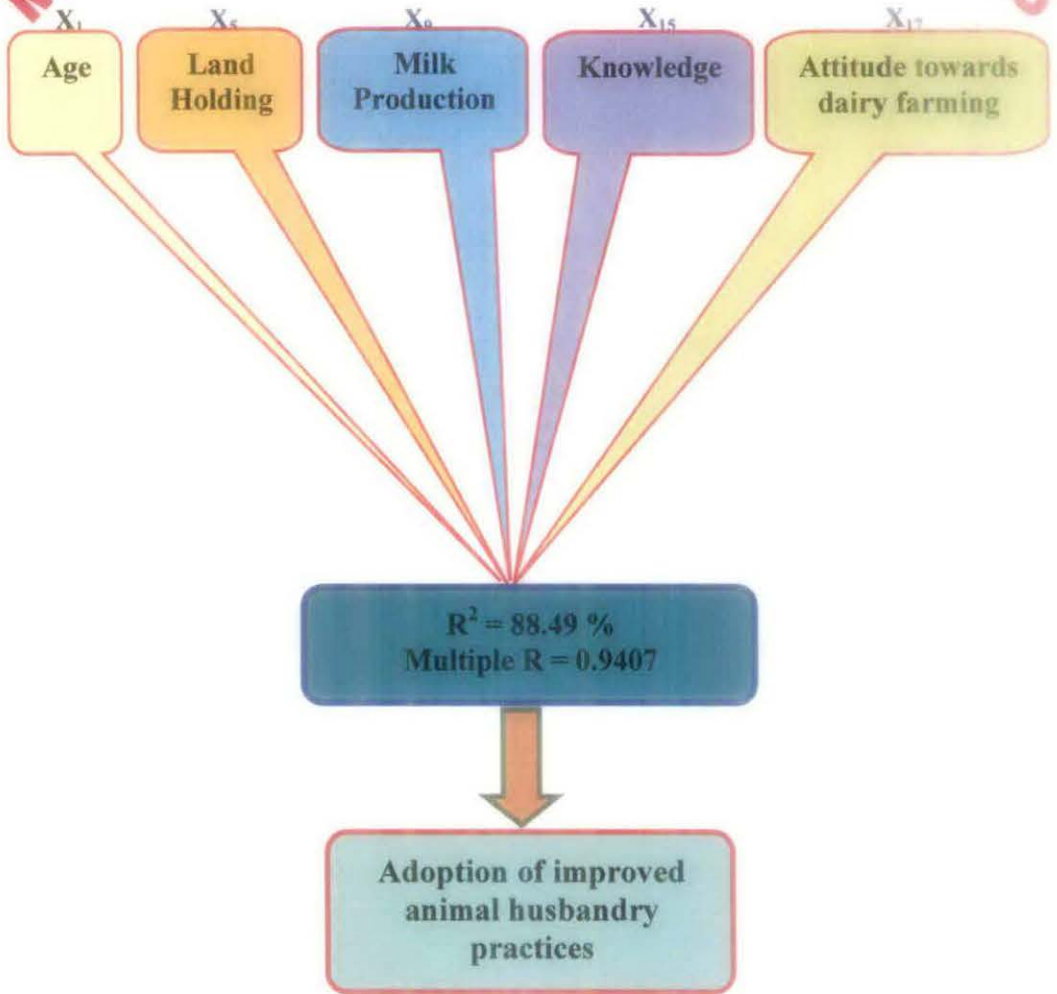 X₁ X₅ X₉ X₁₅ X₁₇
Age
Land
Holding
Milk
Production
Knowledge
Attitude towards
dairy farming
R² = 88.49 %
Multiple R = 0.9407
Adoption of improved
animal husbandry
practices